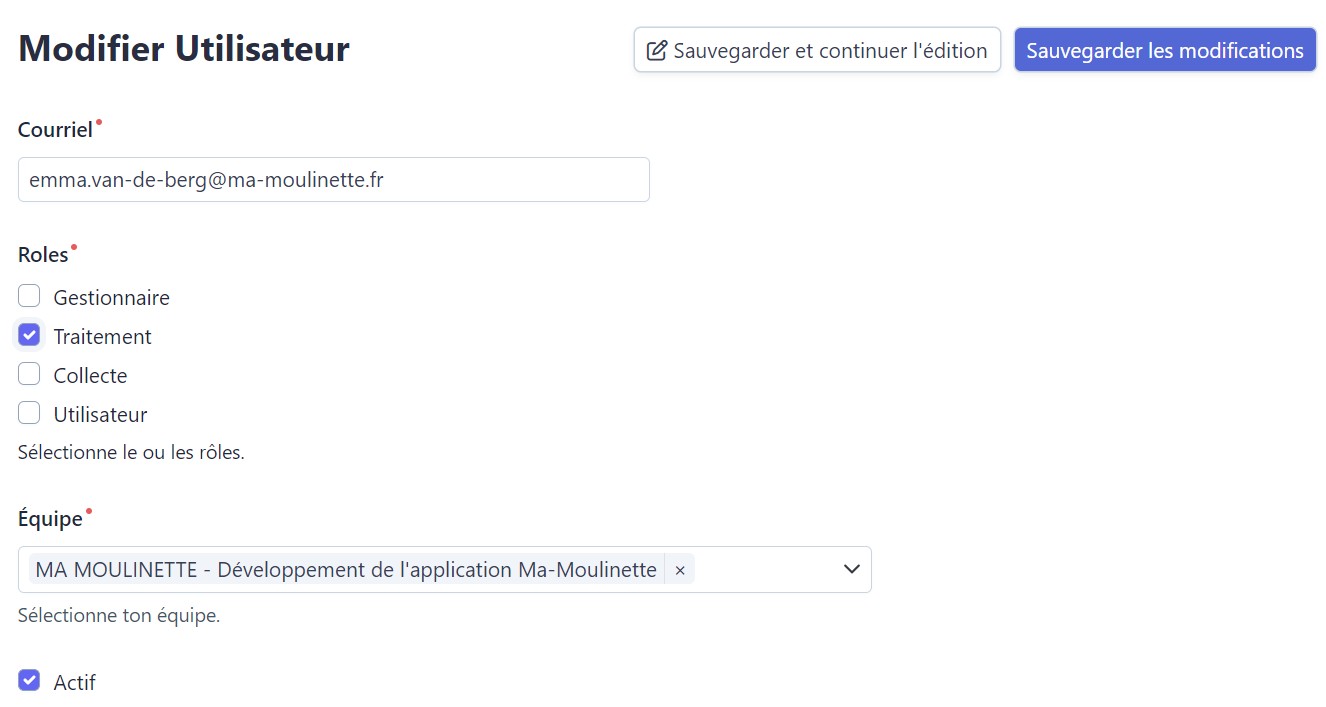 Modifier Utilisateur
Sauvegarder et continuer l'édition
Sauvegarder les modifications
Courriel
emma.van-de-berg@ma-moulinette.fr
Roles
Gestionnaire
Traitement
Collecte
Utilisateur
Sélectionne le ou les rôles.
Équipe
MA MOULINETTE - Développement de l'application Ma-Moulinette ×
Sélectionne ton équipe.
Actif